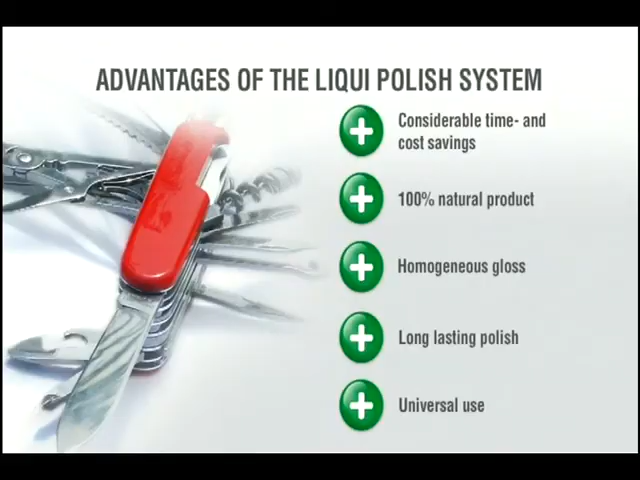 ADVANTAGES OF THE LIQUI POLISH SYSTEM
Considerable time- and
cost savings
100% natural product
Homogeneous gloss
Long lasting polish
Universal use